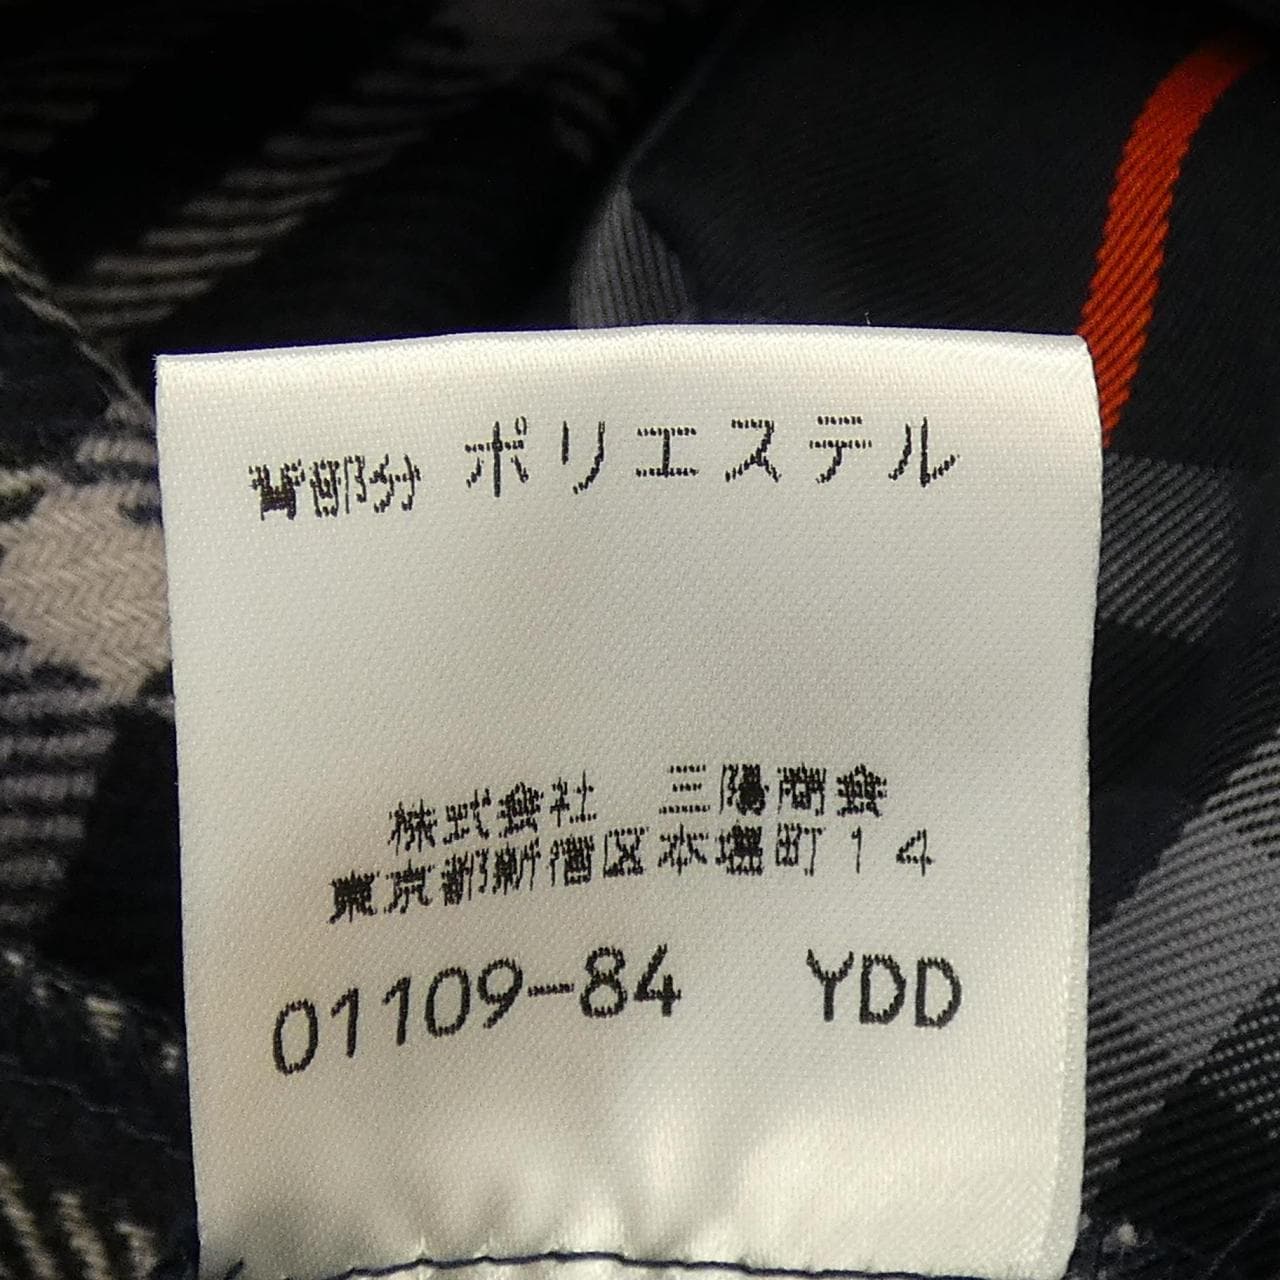 背部分 ポリエステル
株式会社 三陽商会
東京都新宿区本塩町14
01109-84 YDD